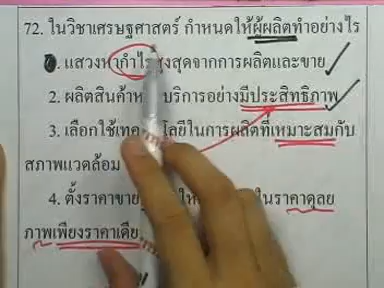 72. ในวิชาเศรษฐศาสตร์ กำหนดให้ผู้ผลิตทำอย่างไร
. แสวงหากำไรสูงสุดจากการผลิตและขาย
2. ผลิตสินค้าหรือบริการอย่างมีประสิทธิภาพ
3. เลือกใช้เทคโนโลยีในการผลิตที่เหมาะสมกับ
สภาพแวดล้อม
4. ตั้งราคาขาย ในราคาดุลย
ภาพเพียงราคาเดีย